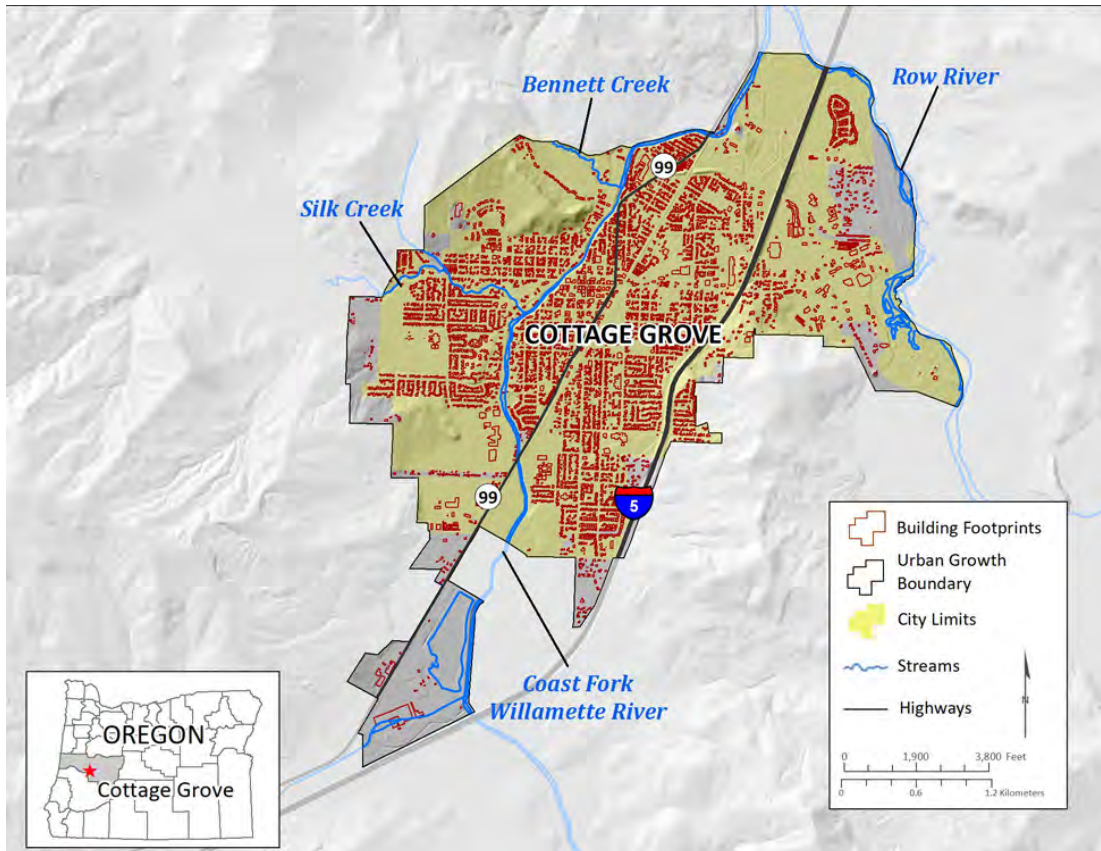 Bennett Creek
Row River
99
Silk Creek
COTTAGE GROVE
99
5
Coast Fork
Willamette River
Building Footprints
Urban Growth
Boundary
City Limits
Streams
Highways
N
0 1,900 3,800 Feet
0 0.6 1.2 Kilometers
OREGON
Cottage Grove